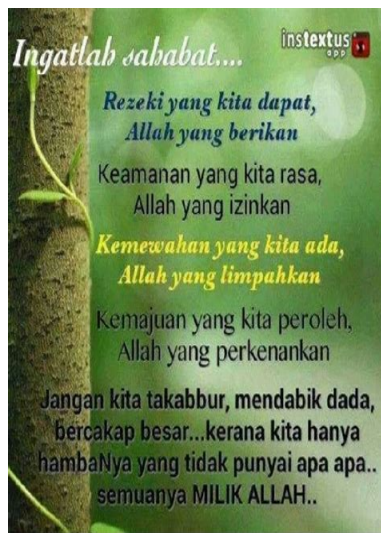 Ingatlah sahabat....
instextus
app
Rezeki yang kita dapat,
Allah yang berikan
Keamanan yang kita rasa,
Allah yang izinkan
Kemewahan yang kita ada,
Allah yang limpahkan
Kemajuan yang kita peroleh,
Allah yang perkenankan
Jangan kita takabbur, mendabik dada,
bercakap besar...kerana kita hanya
hambaNya yang tidak punyai apa apa..
semuanya MILIK ALLAH..